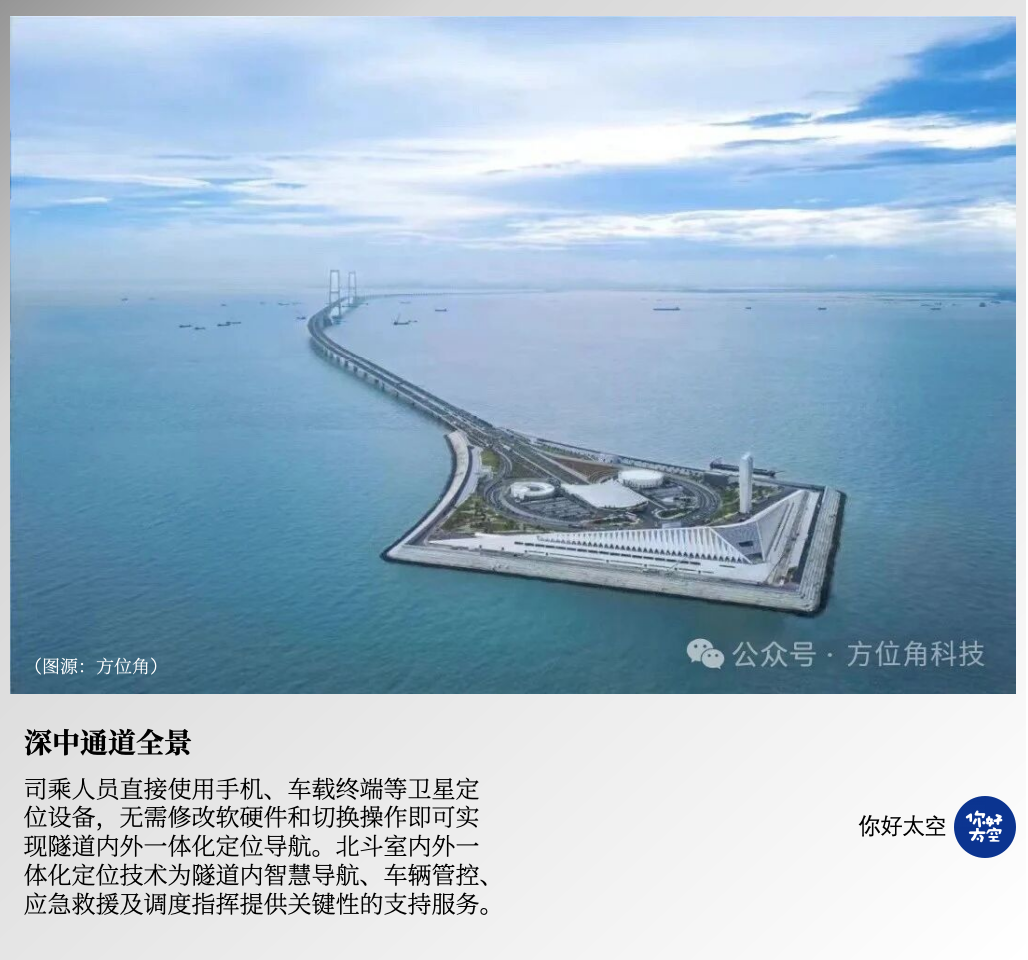 （图源：方位角）
公众号 · 方位角科技
深中通道全景
司乘人员直接使用手机、车载终端等卫星定
位设备，无需修改软硬件和切换操作即可实
现隧道内外一体化定位导航。北斗室内外一
体化定位技术为隧道内智慧导航、车辆管控、
应急救援及调度指挥提供关键性的支持服务。
你好太空
你好
太空